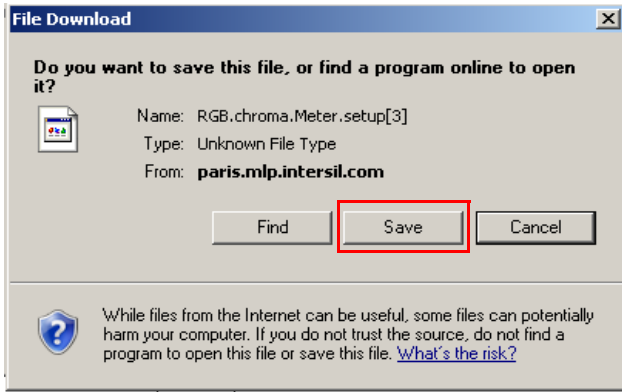 File Download
Do you want to save this file, or find a program online to open
it?
Name: RGB.chroma.Meter.setup[3]
Type: Unknown File Type
From: paris.mlp.intersil.com
Find Save Cancel
While files from the Internet can be useful, some files can potentially
harm your computer. If you do not trust the source, do not find a
program to open this file or save this file. What's the risk?